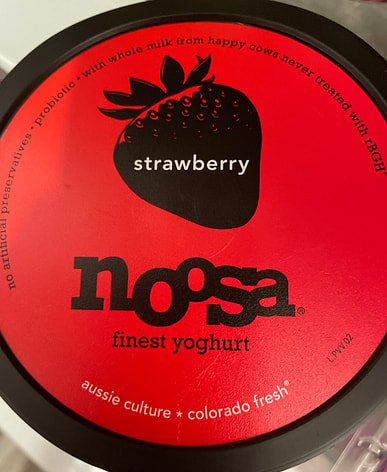 no artificial preservatives • probiotic • with whole milk from happy cows never treated with rBGH*
strawberry
noosa®
finest yoghurt
LPVV 02
aussie culture * colorado fresh®